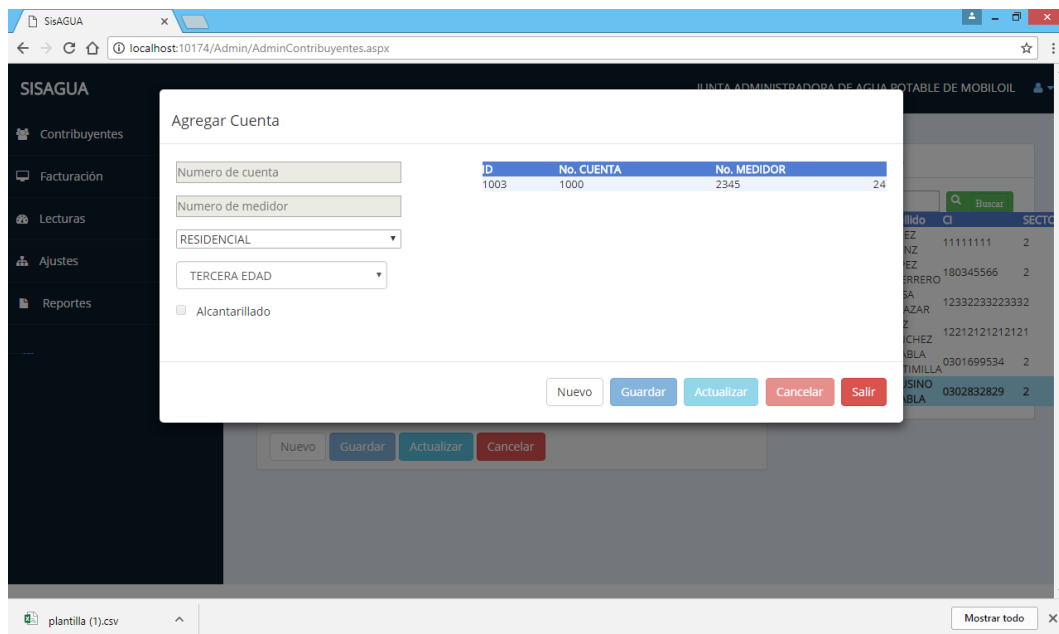 SisAGUA
localhost:10174/Admin/AdminContribuyentes.aspx
SISAGUA
JUNTA ADMINISTRADORA DE AGUA POTABLE DE MOBILOIL
Contribuyentes
Facturación
Lecturas
Ajustes
Reportes
Agregar Cuenta
Numero de cuenta
Numero de medidor
RESIDENCIAL
TERCERA EDAD
Alcantarillado
ID No. CUENTA No. MEDIDOR
1003 1000 2345 24
Nuevo Guardar Actualizar Cancelar Salir
Buscar
CI SECTO
11111111 2
180345566 2
12332233223332
12212121212121
0301699534 2
0302832829 2
Nuevo Guardar Actualizar Cancelar
plantilla (1).csv
Mostrar todo